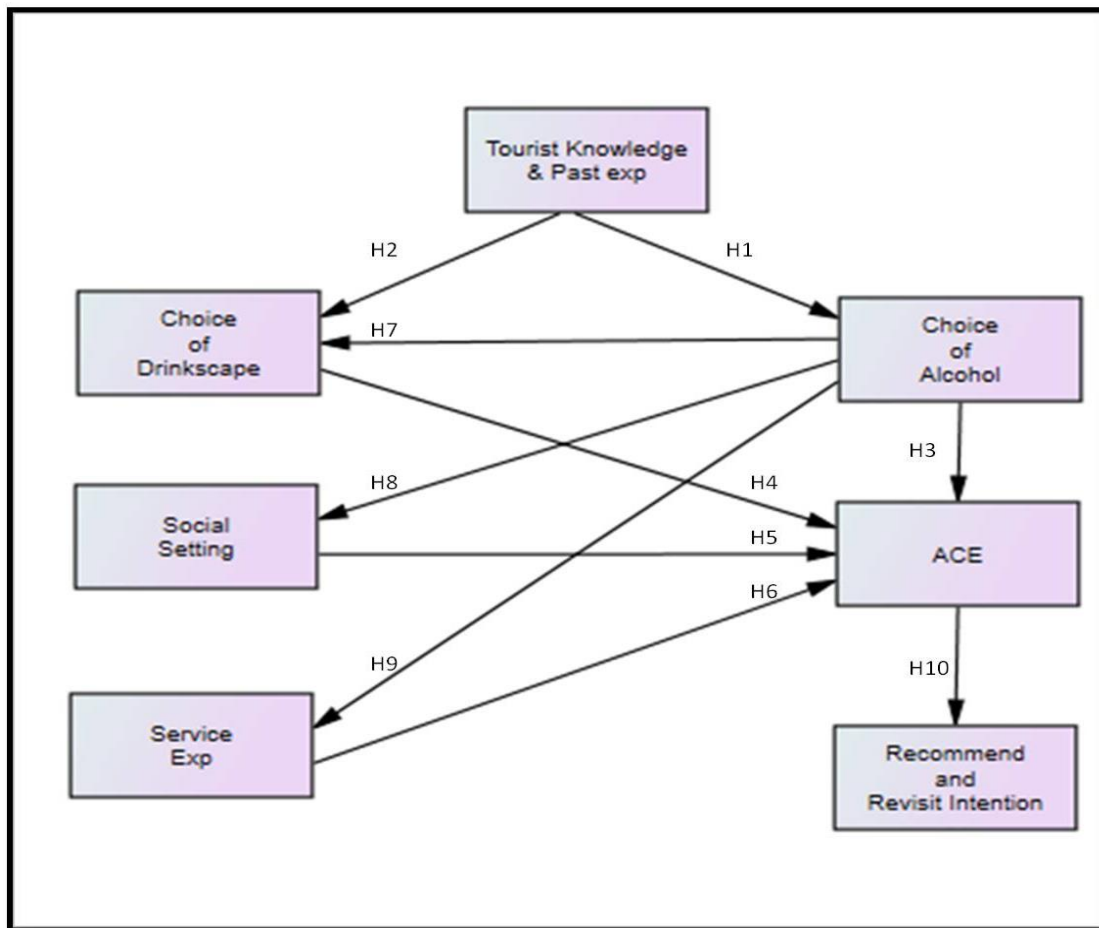 Tourist Knowledge
& Past exp
H2
H1
Choice
of
Drinkscape
H7
Choice
of
Alcohol
H3
H8
H4
Social
Setting
H5
ACE
H6
H9
H10
Service
Exp
Recommend
and
Revisit Intention